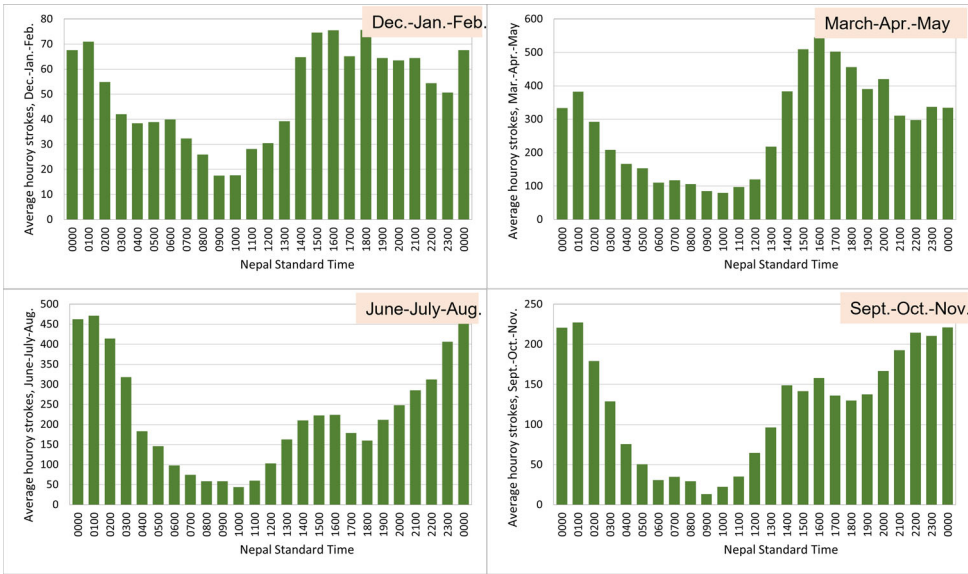 Dec.-Jan.-Feb.
Average houroy strokes, Dec.-Jan.-Feb.
80
70
60
50
40
30
20
10
0
0000 0100 0200 0300 0400 0500 0600 0700 0800 0900 1000 1100 1200 1300 1400 1500 1600 1700 1800 1900 2000 2100 2200 2300 0000
Nepal Standard Time
March-Apr.-May
Average houroy strokes, Mar.-Apr.-May
600
500
400
300
200
100
0
0000 0100 0200 0300 0400 0500 0600 0700 0800 0900 1000 1100 1200 1300 1400 1500 1600 1700 1800 1900 2000 2100 2200 2300 0000
Nepal Standard Time
June-July-Aug.
Average houroy strokes, June-July-Aug.
500
450
400
350
300
250
200
150
100
50
0
0000 0100 0200 0300 0400 0500 0600 0700 0800 0900 1000 1100 1200 1300 1400 1500 1600 1700 1800 1900 2000 2100 2200 2300 0000
Nepal Standard Time
Sept.-Oct.-Nov.
Average houroy strokes, Sept.-Oct.-Nov.
250
200
150
100
50
0
0000 0100 0200 0300 0400 0500 0600 0700 0800 0900 1000 1100 1200 1300 1400 1500 1600 1700 1800 1900 2000 2100 2200 2300 0000
Nepal Standard Time